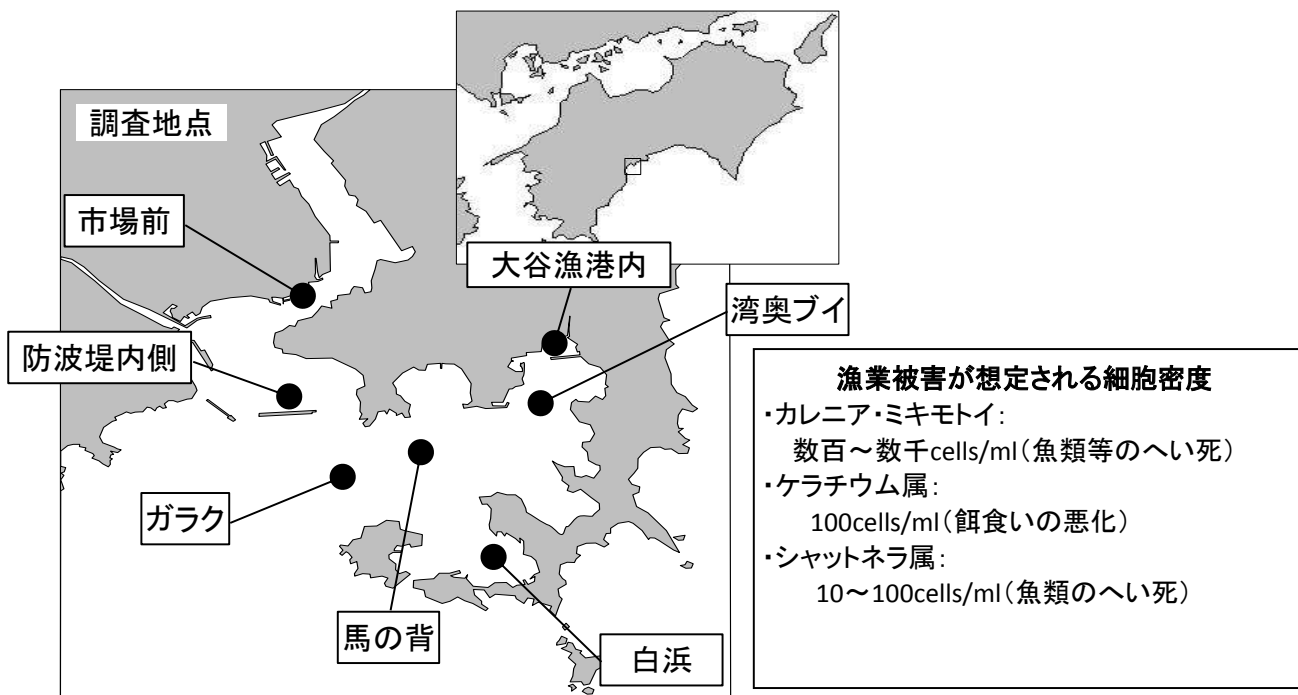 調査地点
市場前
大谷漁港内
湾奥ブイ
防波堤内側
ガラク
馬の背
白浜
漁業被害が想定される細胞密度
・カレニア・ミキモトイ:
数百～数千cells/ml(魚類等のへい死)
・ケラチウム属:
100cells/ml(餌食いの悪化)
・シャットネラ属:
10～100cells/ml(魚類のへい死)